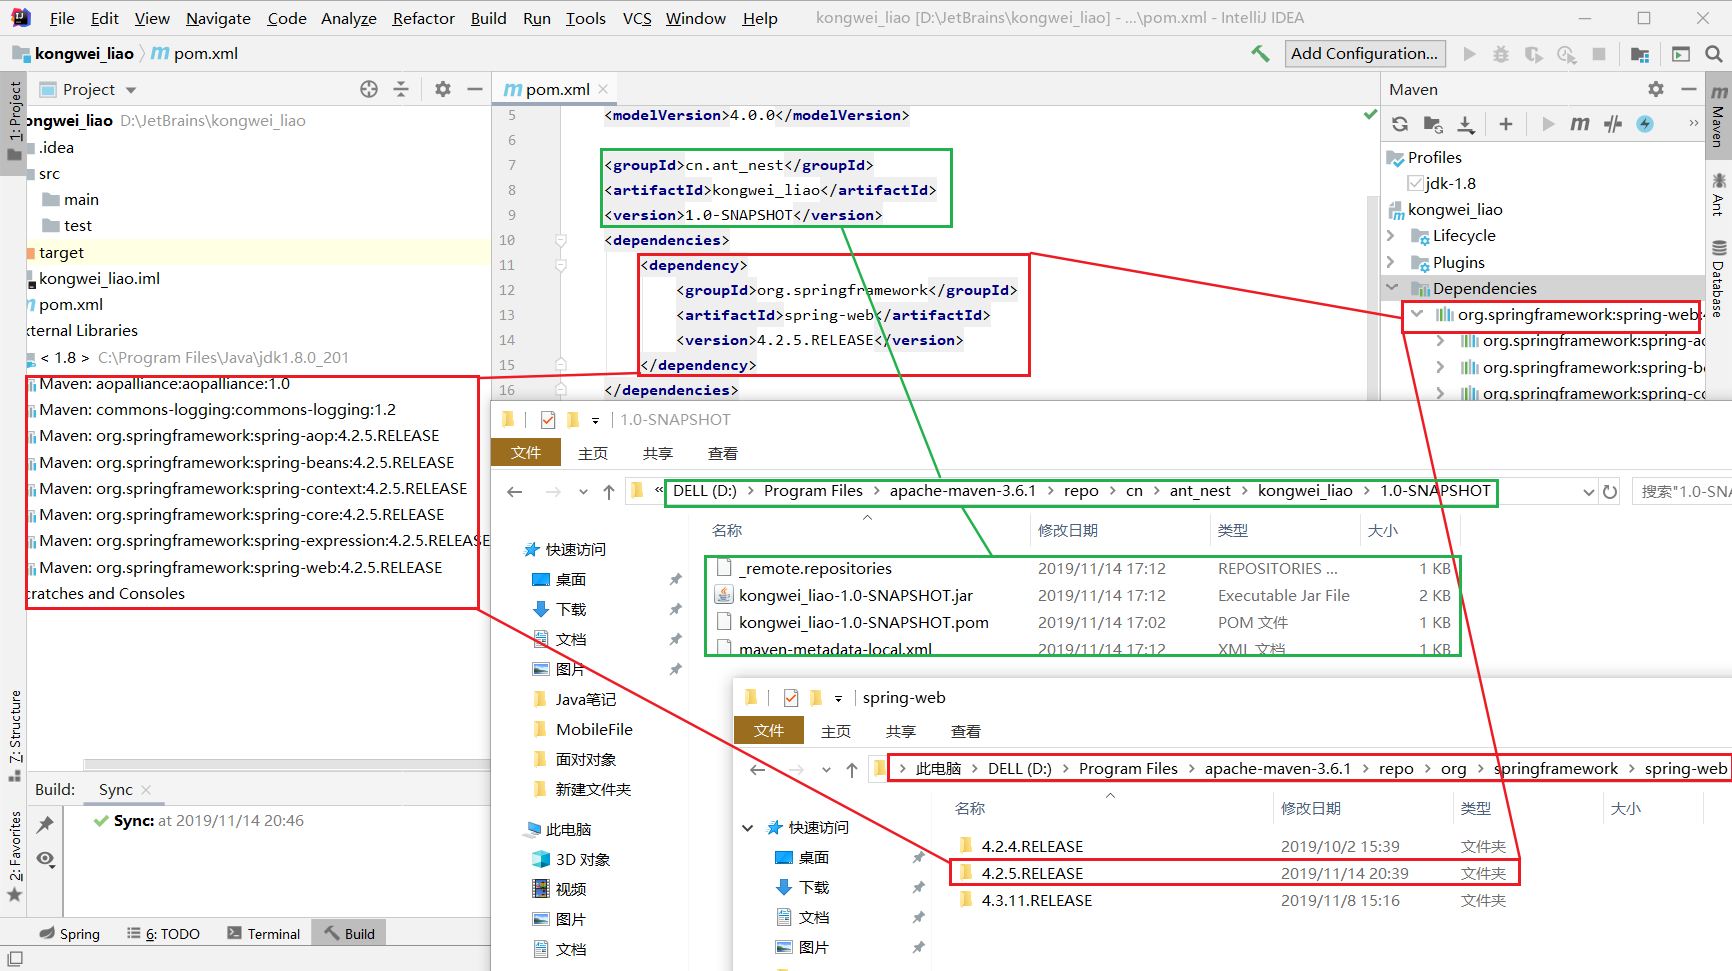 File Edit View Navigate Code Analyze Refactor Build Run Tools VCS Window Help kongwei_liao [D:\JetBrains\kongwei_liao] - ...\pom.xml - IntelliJ IDEA
kongwei_liao m pom.xml Add Configuration...
1: Project
Project
ongwei_liao D:\JetBrains\kongwei_liao
.idea
src
main
test
target
kongwei_liao.iml
pom.xml
xternal Libraries
< 1.8 > C:\Program Files\Java\jdk1.8.0_201
Maven: aopalliance:aopalliance:1.0
Maven: commons-logging:commons-logging:1.2
Maven: org.springframework:spring-aop:4.2.5.RELEASE
Maven: org.springframework:spring-beans:4.2.5.RELEASE
Maven: org.springframework:spring-context:4.2.5.RELEASE
Maven: org.springframework:spring-core:4.2.5.RELEASE
Maven: org.springframework:spring-expression:4.2.5.RELEASE
Maven: org.springframework:spring-web:4.2.5.RELEASE
ratches and Consoles
m pom.xml
5 <modelVersion>4.0.0</modelVersion>
6
7 <groupId>cn.ant_nest</groupId>
8 <artifactId>kongwei_liao</artifactId>
9 <version>1.0-SNAPSHOT</version>
10 <dependencies>
11 <dependency>
12 <groupId>org.springframework</groupId>
13 <artifactId>spring-web</artifactId>
14 <version>4.2.5.RELEASE</version>
15 </dependency>
16 </dependencies>
Maven
Profiles
jdk-1.8
kongwei_liao
Lifecycle
Plugins
Dependencies
org.springframework:spring-web:4
org.springframework:spring-ao
org.springframework:spring-be
org.springframework:spring-co
Maven
Ant
Database
1.0-SNAPSHOT
文件 主页 共享 查看
« DELL (D:) > Program Files > apache-maven-3.6.1 > repo > cn > ant_nest > kongwei_liao > 1.0-SNAPSHOT 搜索"1.0-SNA
名称 修改日期 类型 大小
_remote.repositories 2019/11/14 17:12 REPOSITORIES ... 1 KB
kongwei_liao-1.0-SNAPSHOT.jar 2019/11/14 17:12 Executable Jar File 2 KB
kongwei_liao-1.0-SNAPSHOT.pom 2019/11/14 17:02 POM 文件 1 KB
maven-metadata-local.xml 2019/11/14 17:12 XML 文档 1 KB
快速访问
桌面
下载
文档
图片
Java笔记
MobileFile
面对对象
新建文件夹
此电脑
3D 对象
视频
图片
文档
spring-web
文件 主页 共享 查看
> 此电脑 > DELL (D:) > Program Files > apache-maven-3.6.1 > repo > org > springframework > spring-web
名称 修改日期 类型 大小
4.2.4.RELEASE 2019/10/2 15:39 文件夹
4.2.5.RELEASE 2019/11/14 20:39 文件夹
4.3.11.RELEASE 2019/11/8 15:16 文件夹
快速访问
桌面
下载
文档
图片
7: Structure
2: Favorites
Build: Sync
Sync: at 2019/11/14 20:46
Spring 6: TODO Terminal Build